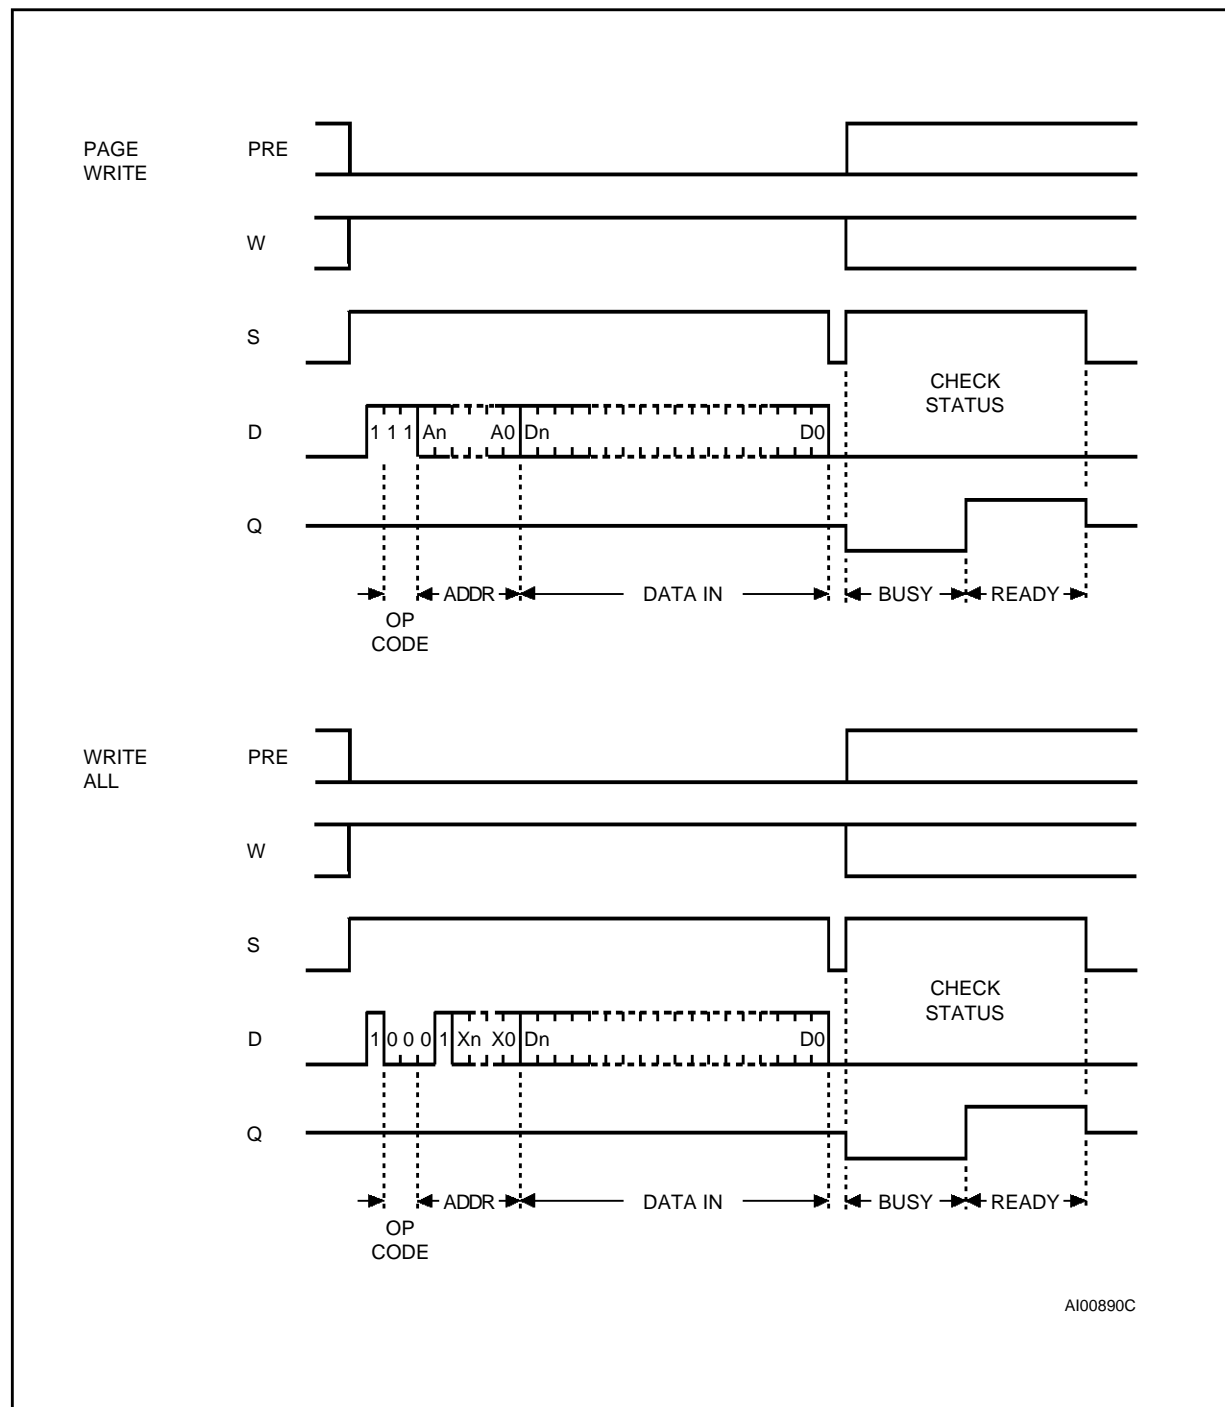 PAGE
WRITE
PRE
W
S
CHECK
STATUS
D
1 1 1 An A0 Dn D0
Q
ADDR DATA IN BUSY READY
OP
CODE
WRITE
ALL
PRE
W
S
CHECK
STATUS
D
1 0 0 0 1 Xn X0 Dn D0
Q
ADDR DATA IN BUSY READY
OP
CODE
AI00890C